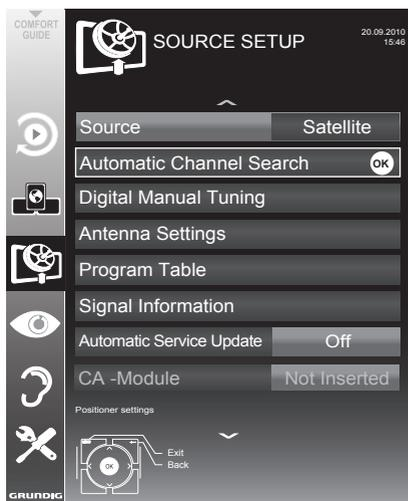 COMFORT
GUIDE
SOURCE SETUP
20.09.2010
15:46
Source Satellite
Automatic Channel Search OK
Digital Manual Tuning
Antenna Settings
Program Table
Signal Information
Automatic Service Update Off
CA -Module Not Inserted
Positioner settings
OK
Exit
Back
GRUNDIG